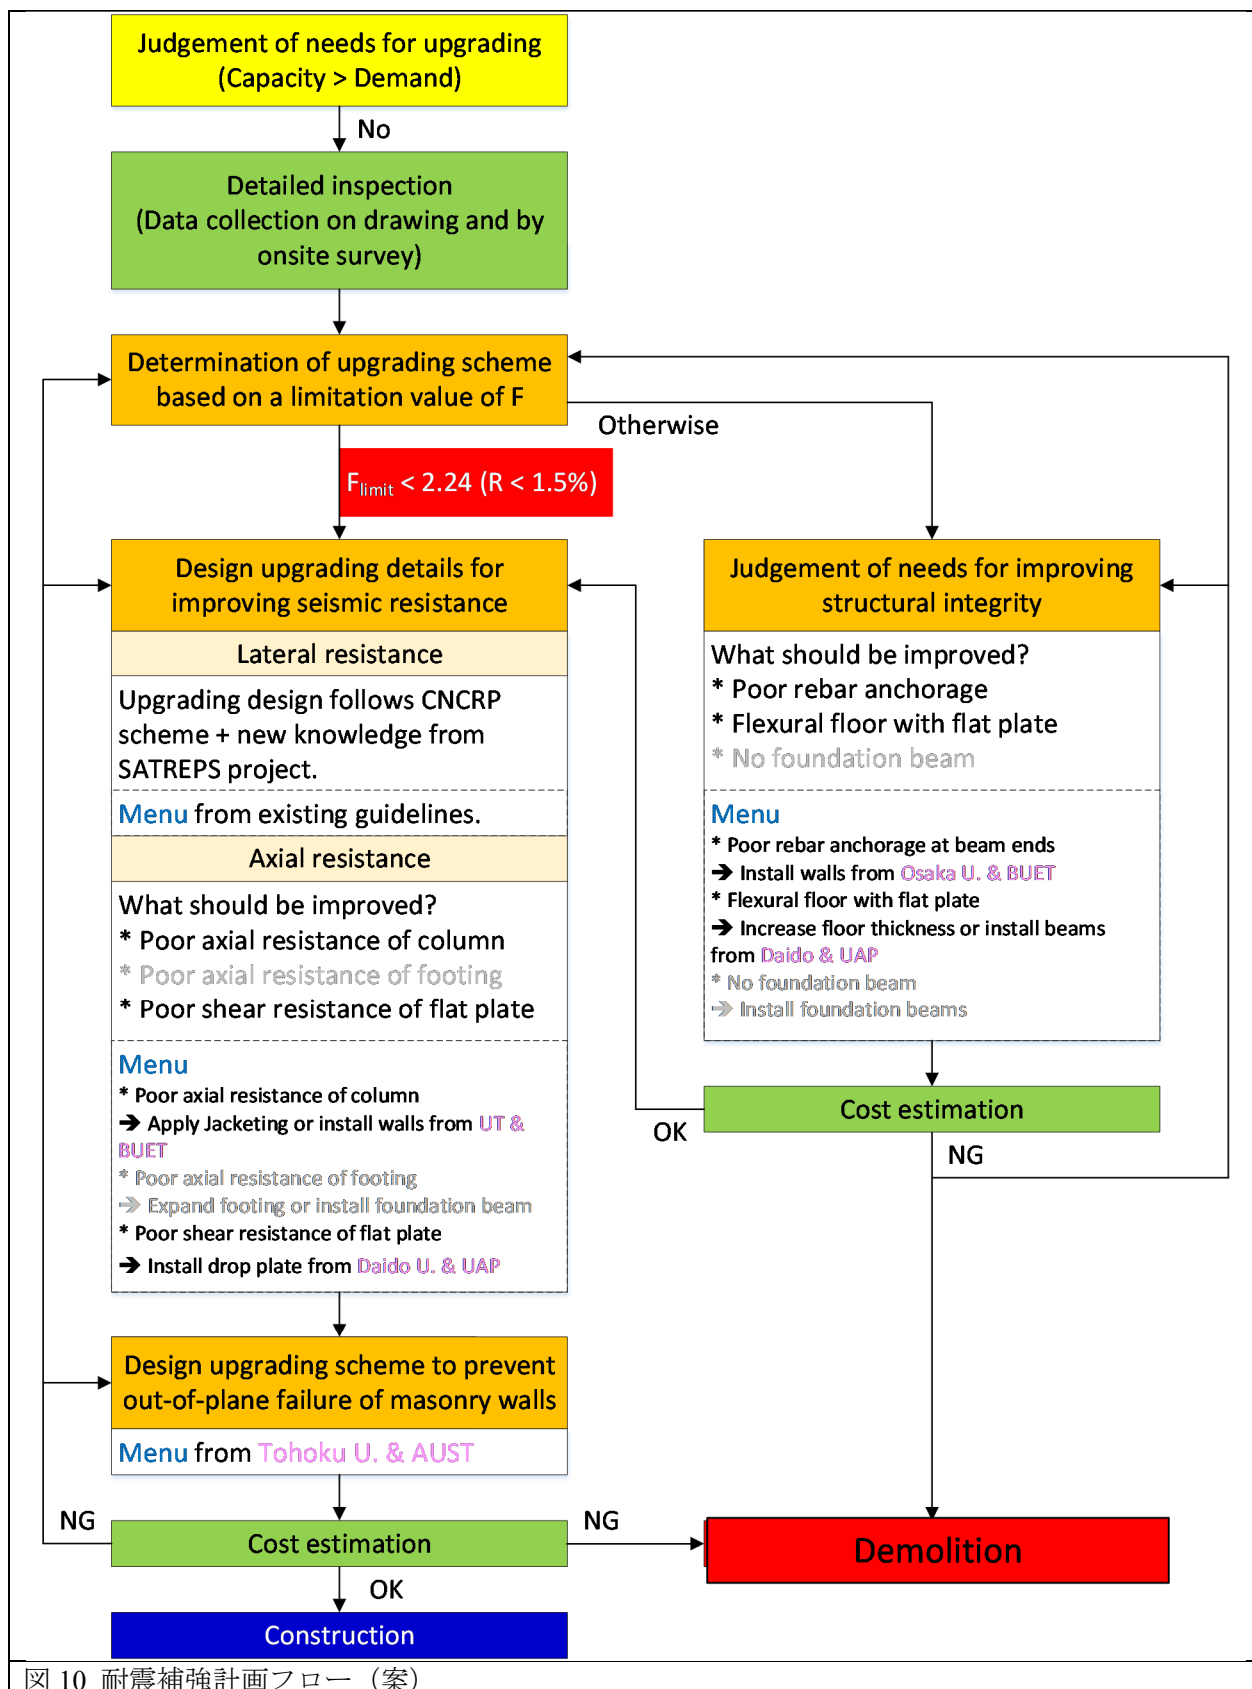 Judgement of needs for upgrading
(Capacity > Demand)
No
Detailed inspection
(Data collection on drawing and by
onsite survey)
Determination of upgrading scheme
based on a limitation value of F
Otherwise
Flimit < 2.24 (R < 1.5%)
Design upgrading details for
improving seismic resistance
Lateral resistance
Upgrading design follows CNCRP
scheme + new knowledge from
SATREPS project.
Menu from existing guidelines.
Axial resistance
What should be improved?
* Poor axial resistance of column
* Poor axial resistance of footing
* Poor shear resistance of flat plate
Menu
* Poor axial resistance of column
➔ Apply Jacketing or install walls from UT &
BUET
* Poor axial resistance of footing
➔ Expand footing or install foundation beam
* Poor shear resistance of flat plate
➔ Install drop plate from Daido U. & UAP
Judgement of needs for improving
structural integrity
What should be improved?
* Poor rebar anchorage
* Flexural floor with flat plate
* No foundation beam
Menu
* Poor rebar anchorage at beam ends
➔ Install walls from Osaka U. & BUET
* Flexural floor with flat plate
➔ Increase floor thickness or install beams
from Daido & UAP
* No foundation beam
➔ Install foundation beams
Cost estimation
OK
NG
Design upgrading scheme to prevent
out-of-plane failure of masonry walls
Menu from Tohoku U. & AUST
NG
Cost estimation
NG
Demolition
OK
Construction
図 10 耐震補強計画フロー（案）